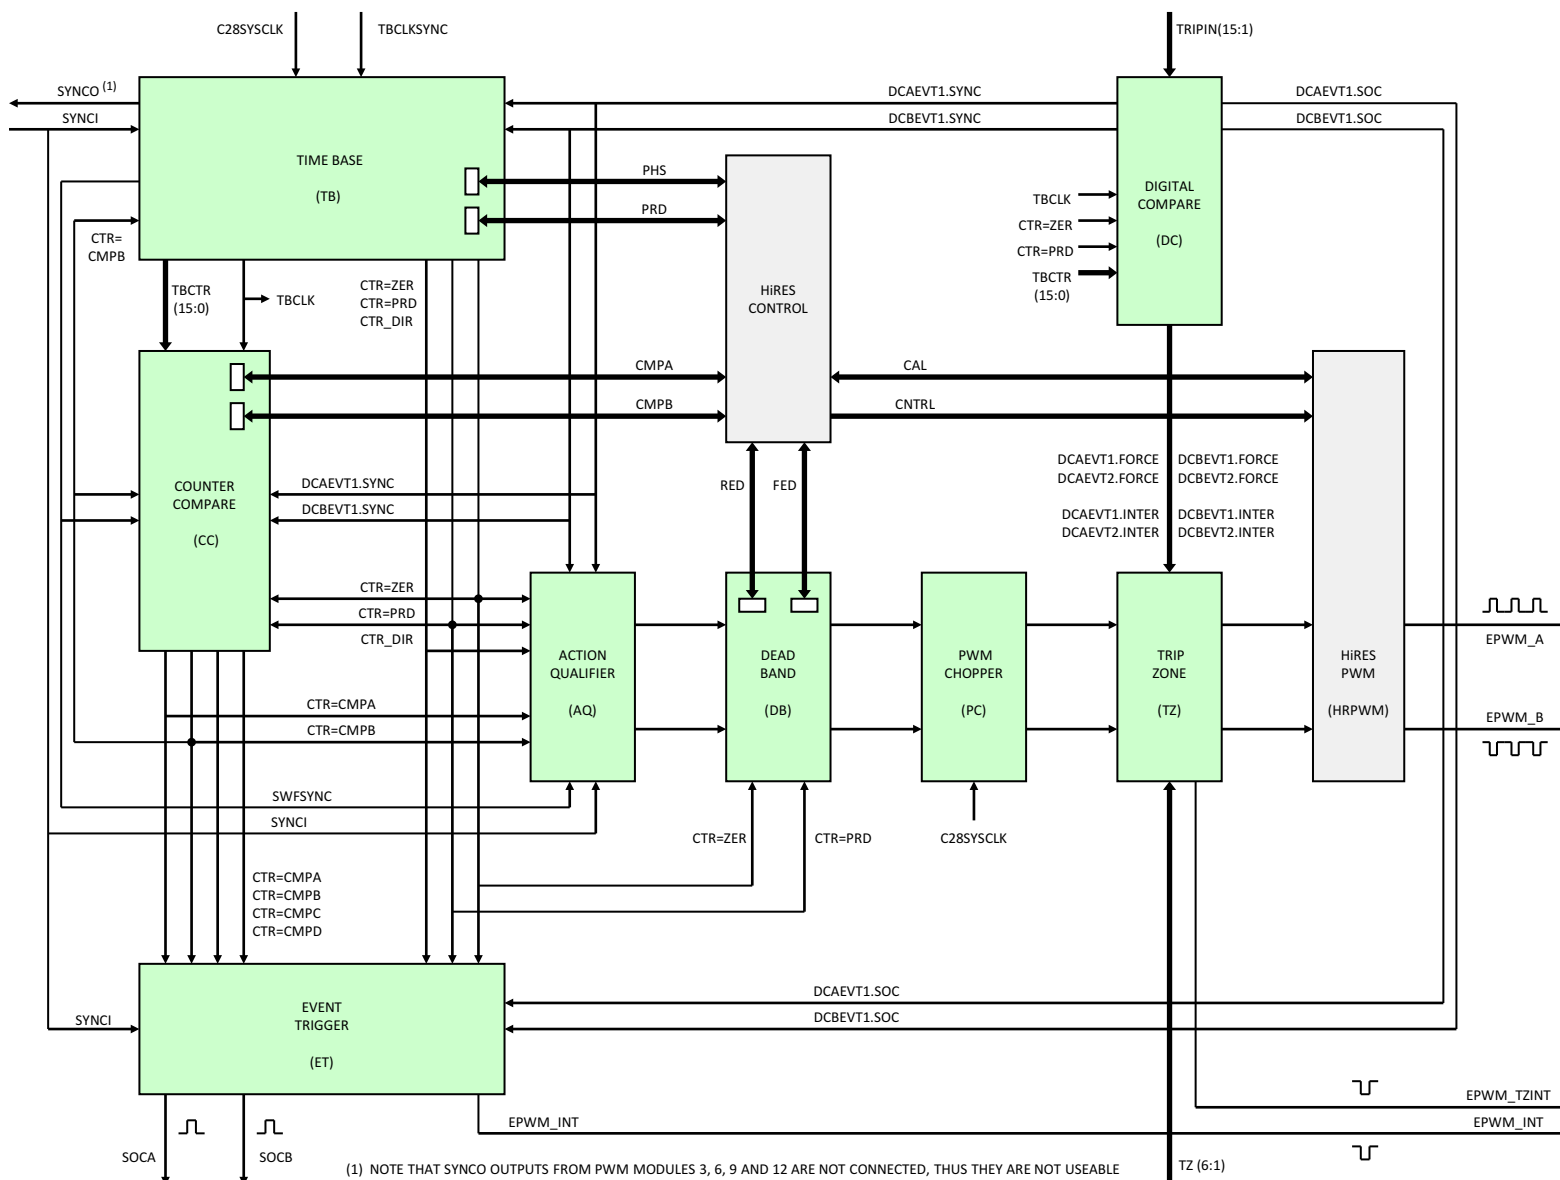 C28SYSCLK
TBCLKSYNC
TRIPIN(15:1)
SYNCO (1)
SYNCI
TIME BASE
(TB)
DCAEVT1.SYNC
DCBEVT1.SYNC
DCAEVT1.SOC
DCBEVT1.SOC
PHS
PRD
DIGITAL
COMPARE
(DC)
TBCLK
CTR=ZER
CTR=PRD
TBCTR
(15:0)
CTR=
CMPB
TBCTR
(15:0)
TBCLK
CTR=ZER
CTR=PRD
CTR_DIR
HiRES
CONTROL
CMPA
CMPB
CAL
CNTRL
COUNTER
COMPARE
(CC)
DCAEVT1.SYNC
DCBEVT1.SYNC
RED
FED
DCAEVT1.FORCE
DCAEVT2.FORCE
DCAEVT1.INTER
DCAEVT2.INTER
DCBEVT1.FORCE
DCBEVT2.FORCE
DCBEVT1.INTER
DCBEVT2.INTER
CTR=ZER
CTR=PRD
CTR_DIR
CTR=CMPA
CTR=CMPB
ACTION
QUALIFIER
(AQ)
DEAD
BAND
(DB)
PWM
CHOPPER
(PC)
TRIP
ZONE
(TZ)
HiRES
PWM
(HRPWM)
EPWM_A
EPWM_B
SWFSYNC
SYNCI
CTR=ZER
CTR=PRD
C28SYSCLK
CTR=CMPA
CTR=CMPB
CTR=CMPC
CTR=CMPD
SYNCI
EVENT
TRIGGER
(ET)
DCAEVT1.SOC
DCBEVT1.SOC
EPWM_TZINT
EPWM_INT
EPWM_INT
SOCA
SOCB
(1) NOTE THAT SYNCO OUTPUTS FROM PWM MODULES 3, 6, 9 AND 12 ARE NOT CONNECTED, THUS THEY ARE NOT USEABLE
TZ (6:1)